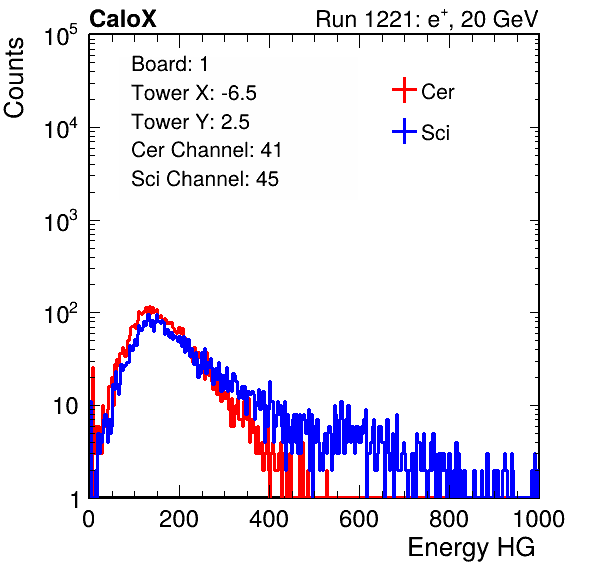 CaloX Run 1221: e⁺, 20 GeV
Counts
Board: 1
Tower X: -6.5
Tower Y: 2.5
Cer Channel: 41
Sci Channel: 45
Cer
Sci
10⁵
10⁴
10³
10²
10
1
0 200 400 600 800 1000
Energy HG